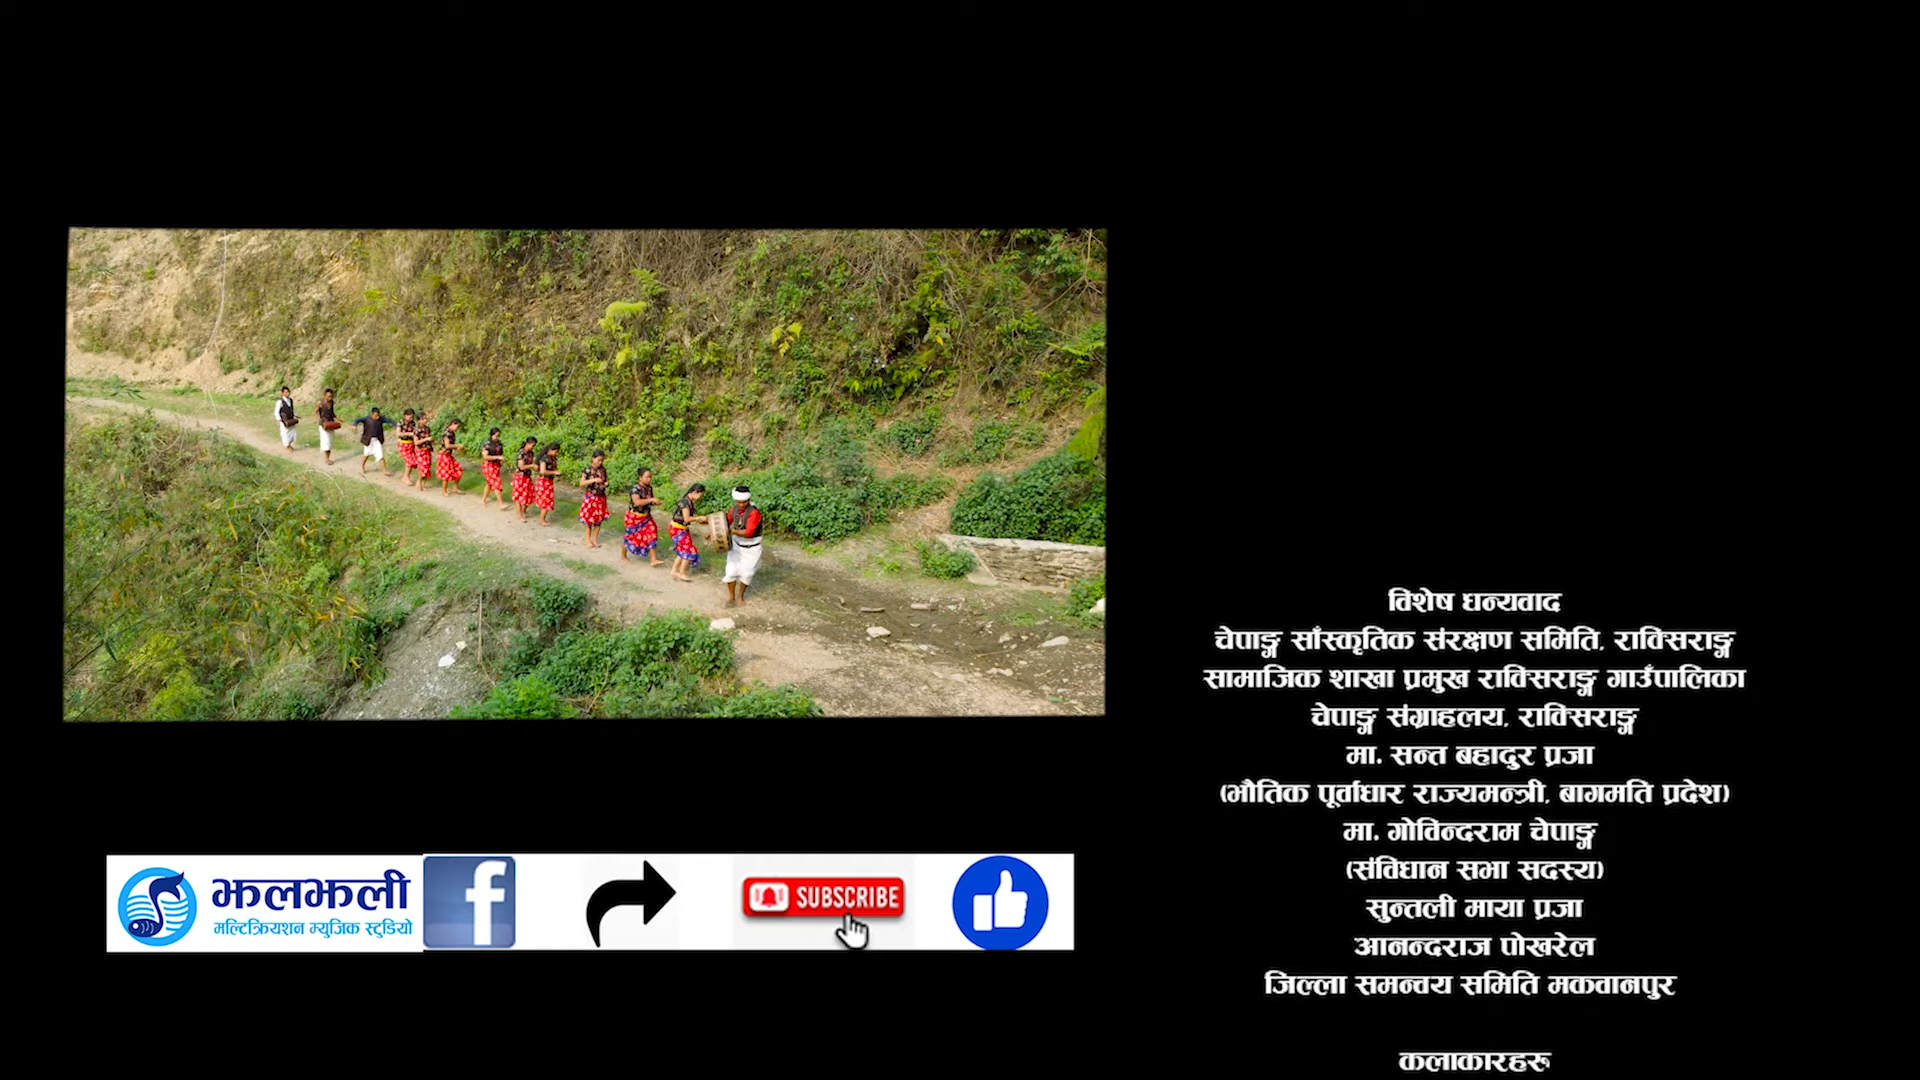 विशेष धन्यवाद
चेपाङ्ग साँस्कृतिक संरक्षण समिति, राक्सिराङ्ग
सामाजिक शाखा प्रमुख राक्सिराङ्ग गाउँपालिका
चेपाङ्ग संग्राहलय, राक्सिराङ्ग
मा. सन्त बहादुर प्रजा
(भौतिक पूर्वाधार राज्यमन्त्री, बागमति प्रदेश)
मा. गोविन्दराम चेपाङ्ग
(संविधान सभा सदस्य)
सुन्तली माया प्रजा
आनन्दराज पोखरेल
जिल्ला समन्वय समिति मकवानपुर
कलाकारहरू
झलझली
मल्टिक्रियशन म्युजिक स्टुडियो
f
SUBSCRIBE